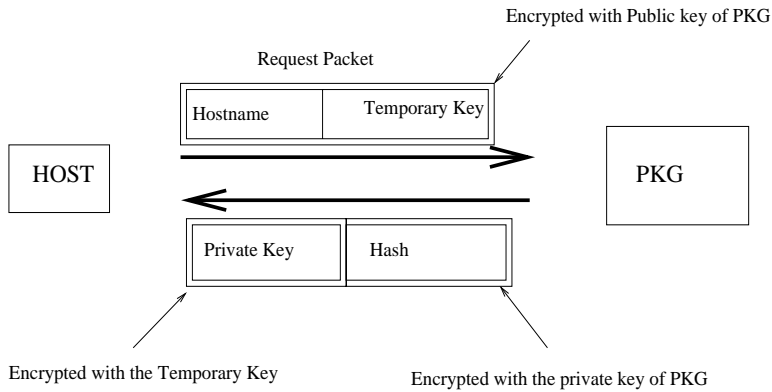 Encrypted with Public key of PKG
Request Packet
Hostname
Temporary Key
HOST
PKG
Private Key
Hash
Encrypted with the Temporary Key
Encrypted with the private key of PKG